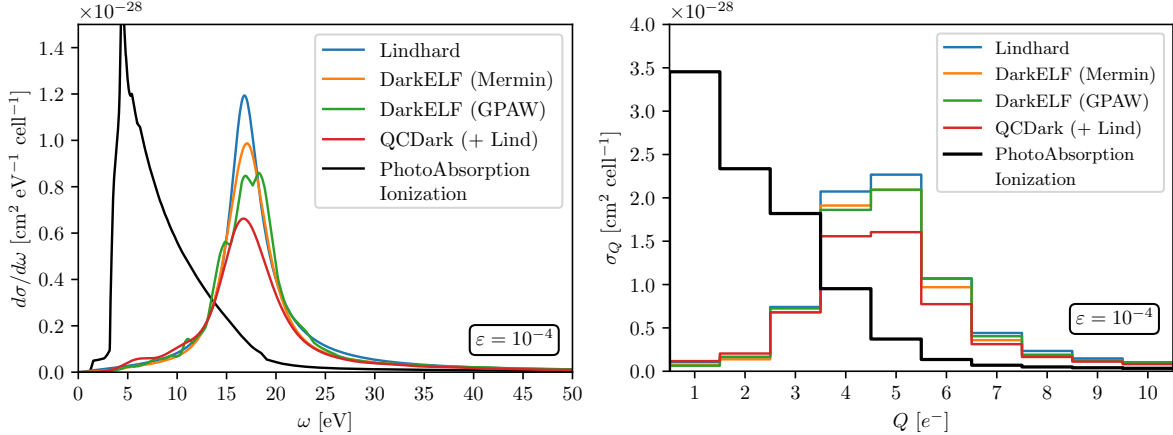 ×10⁻²⁸
dσ/dω [cm² eV⁻¹ cell⁻¹]
1.4
1.2
1.0
0.8
0.6
0.4
0.2
0.0
0 5 10 15 20 25 30 35 40 45 50
ω [eV]
Lindhard
DarkELF (Mermin)
DarkELF (GPAW)
QCDark (+ Lind)
PhotoAbsorption
Ionization
ε = 10⁻⁴
×10⁻²⁸
σ_Q [cm² cell⁻¹]
4.0
3.5
3.0
2.5
2.0
1.5
1.0
0.5
0.0
1 2 3 4 5 6 7 8 9 10
Q [e⁻]
Lindhard
DarkELF (Mermin)
DarkELF (GPAW)
QCDark (+ Lind)
PhotoAbsorption
Ionization
ε = 10⁻⁴